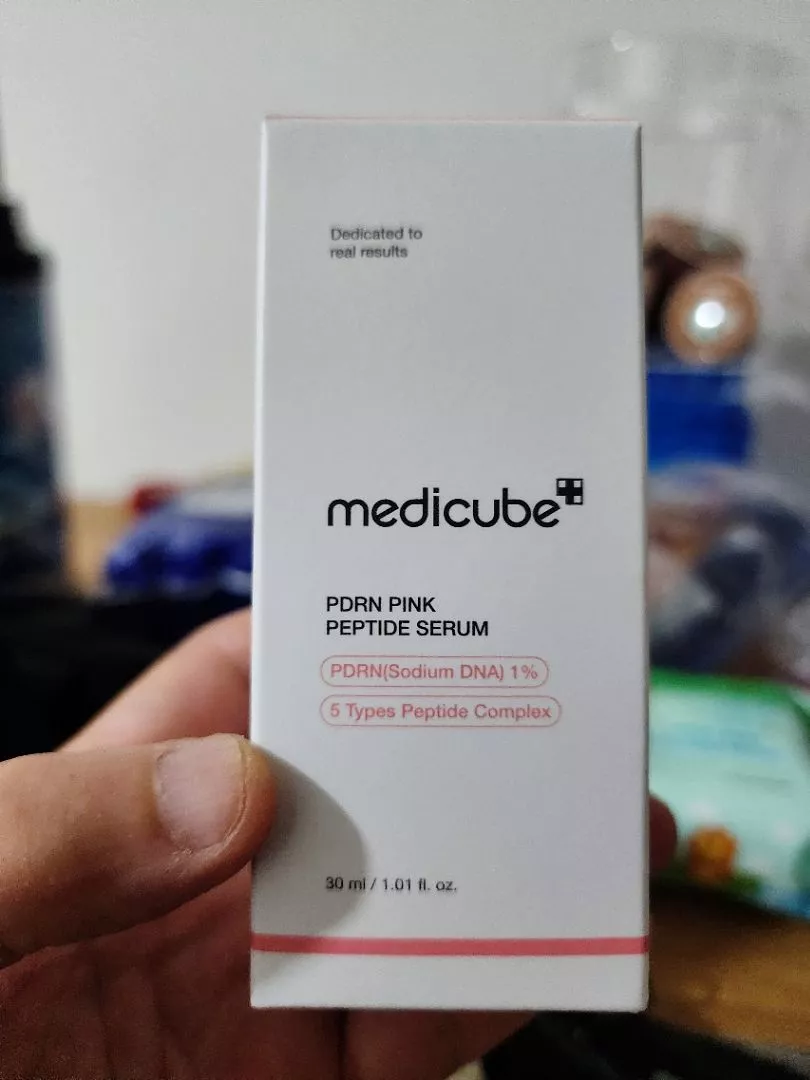 Dedicated to
real results
medicube
PDRN PINK
PEPTIDE SERUM
PDRN(Sodium DNA) 1%
5 Types Peptide Complex
30 ml / 1.01 fl. oz.